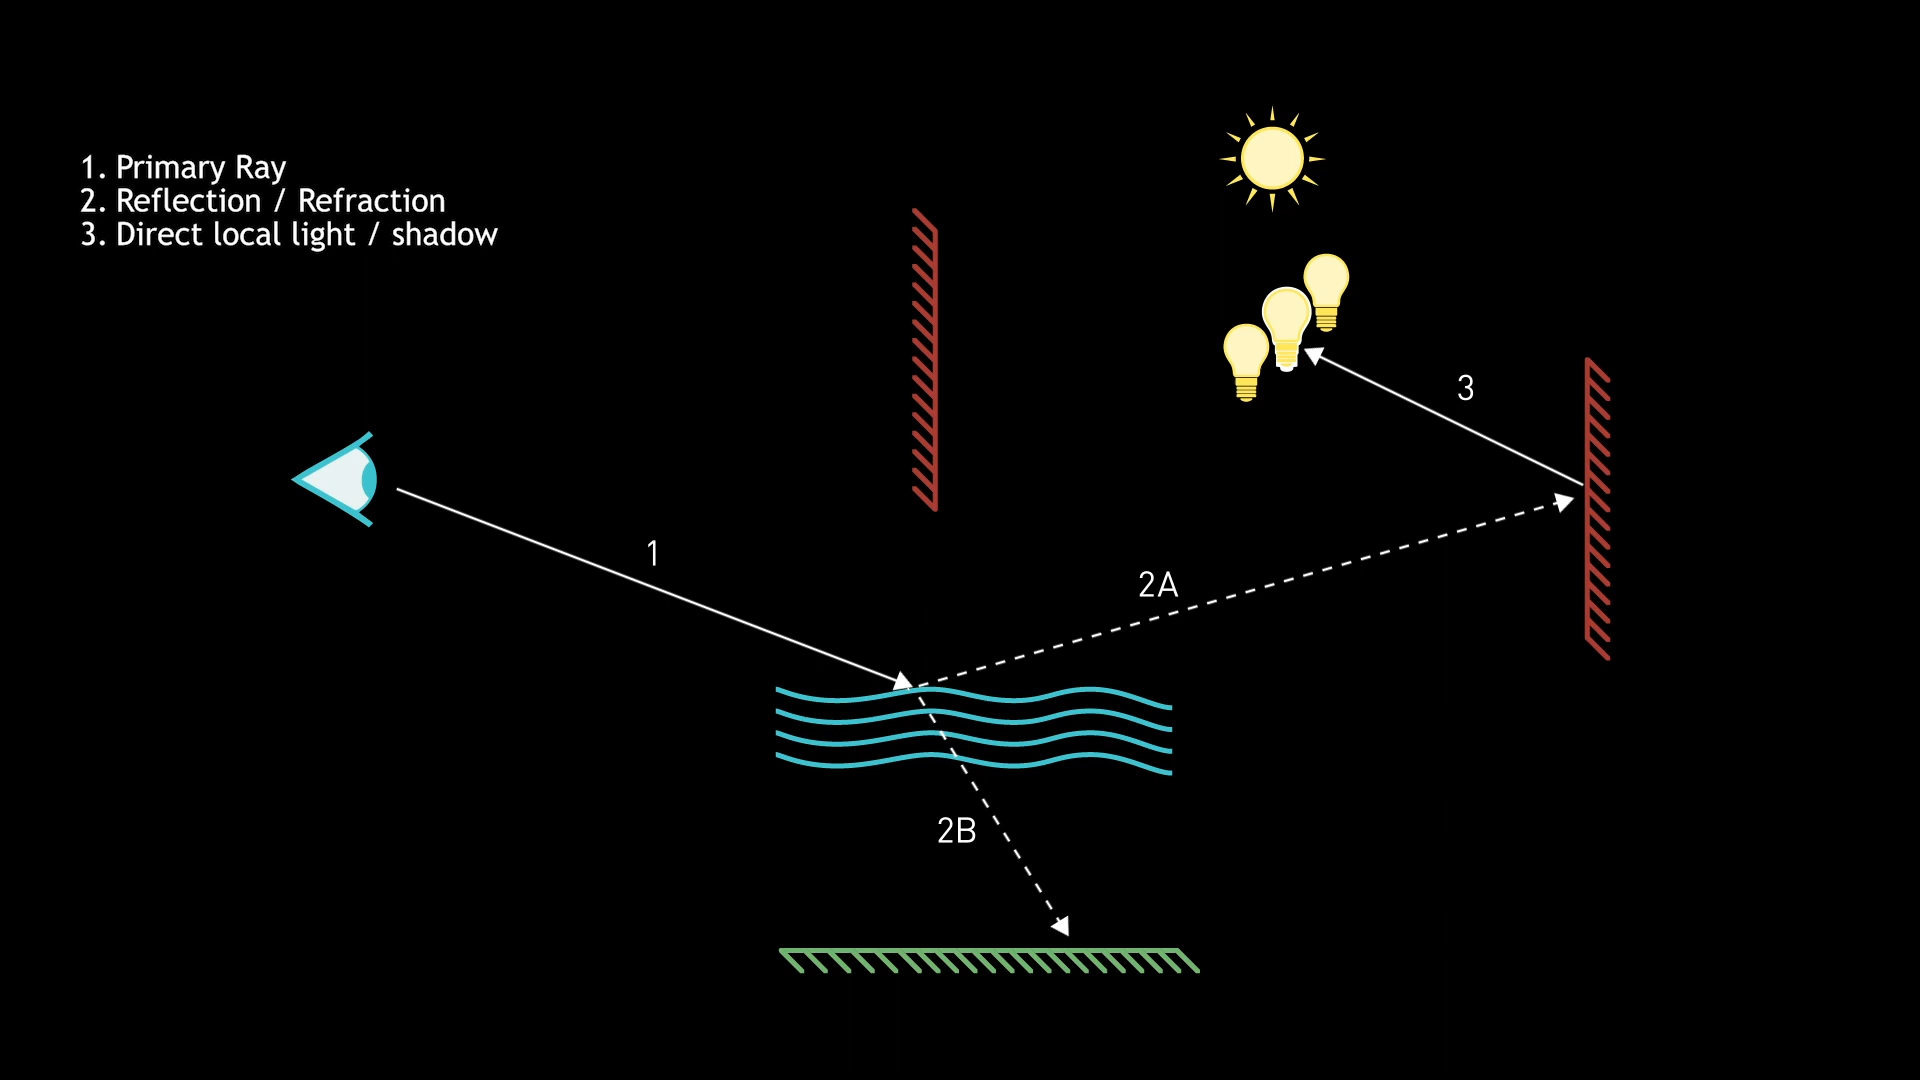 1. Primary Ray
2. Reflection / Refraction
3. Direct local light / shadow
3
1
2A
2B